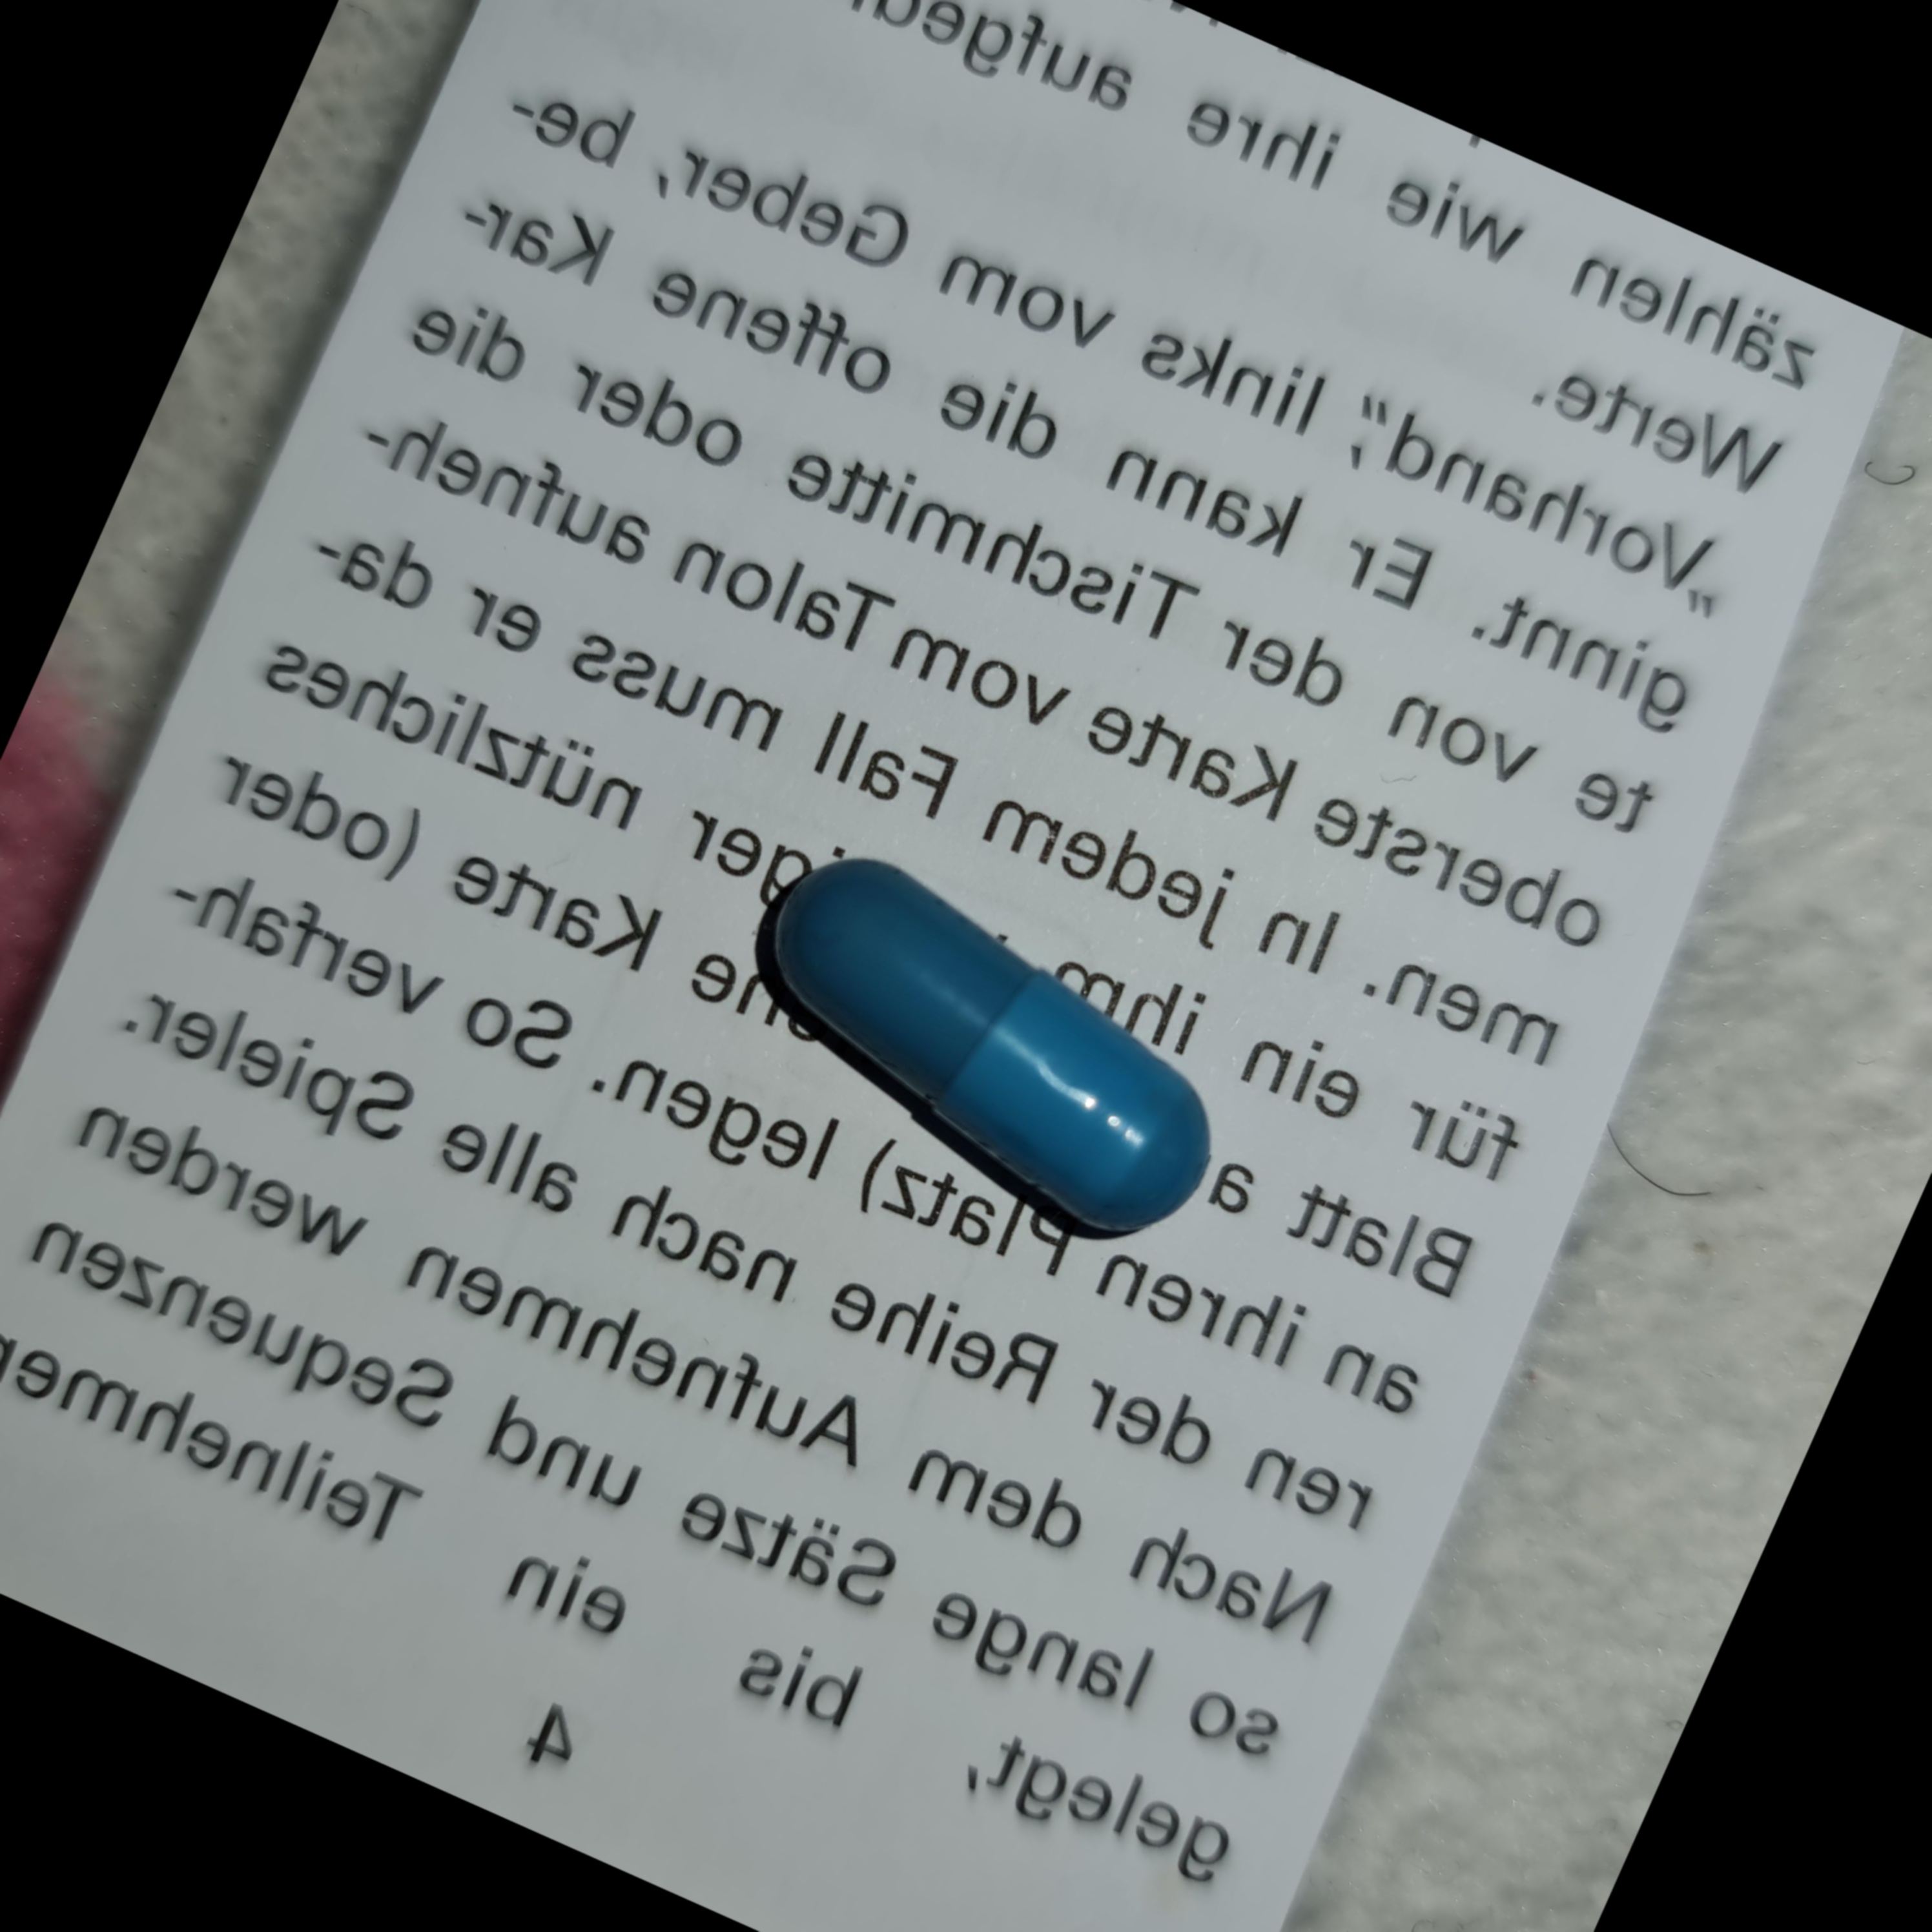 zählen wie ihre
Werte.
„Vorhand“, links vom Geber, be-
ginnt. Er kann die offene Kar-
te von der Tischmitte oder die
oberste Karte vom Talon aufneh-
men. In jedem Fall muss er da-
für ein ihm nützliches
Blatt Karte (oder
an ihren Platz) legen. So verfah-
ren der Reihe nach alle Spieler.
Nach dem Aufnehmen werden
so lange Sätze und Sequenzen
gelegt, bis ein Teilnehmer
4